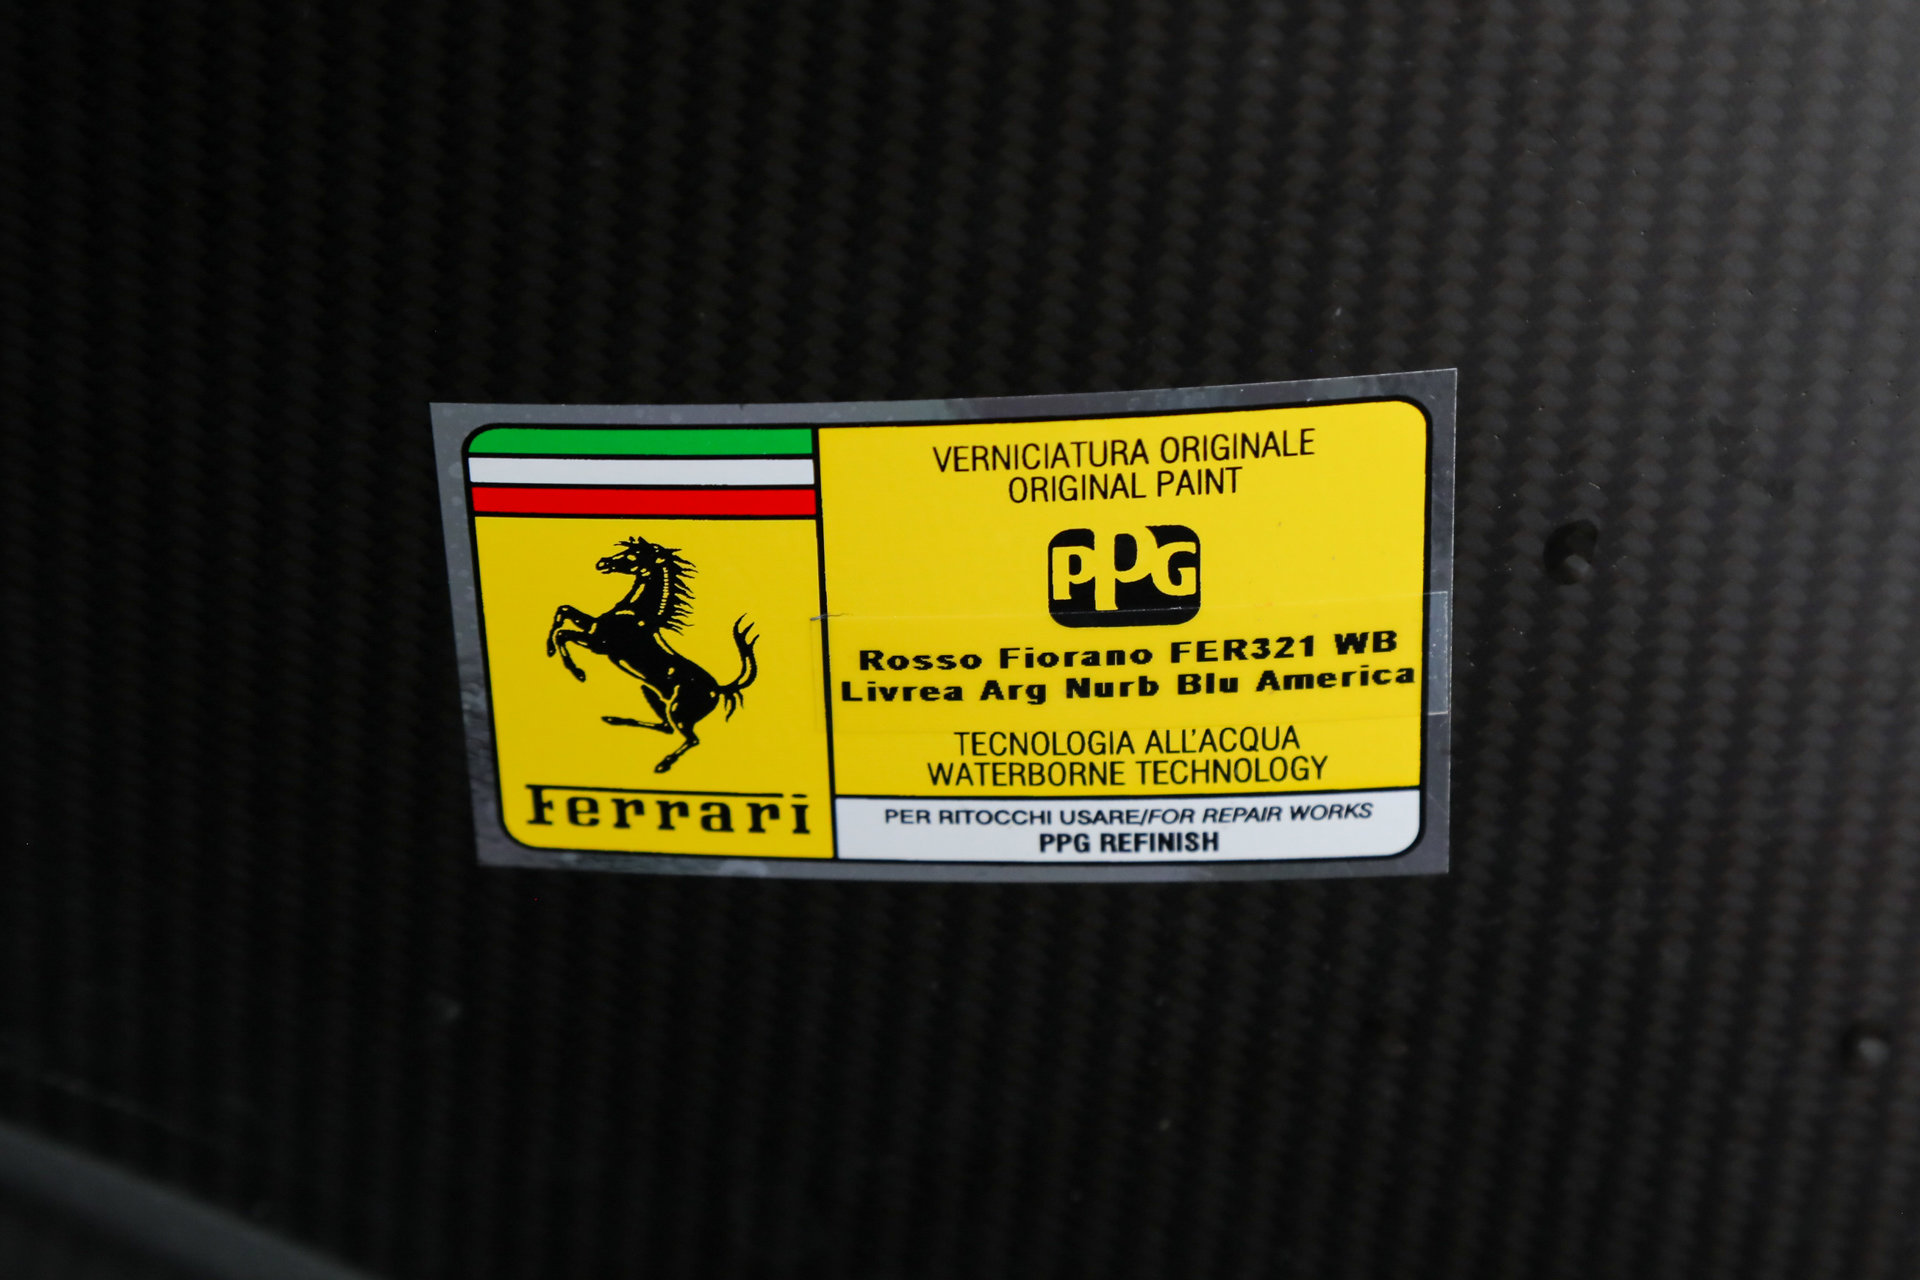 Ferrari
VERNICIATURA ORIGINALE
ORIGINAL PAINT
PPG
Rosso Fiorano FER321 WB
Livrea Arg Nurb Blu America
TECNOLOGIA ALL'ACQUA
WATERBORNE TECHNOLOGY
PER RITOCCHI USARE/FOR REPAIR WORKS
PPG REFINISH